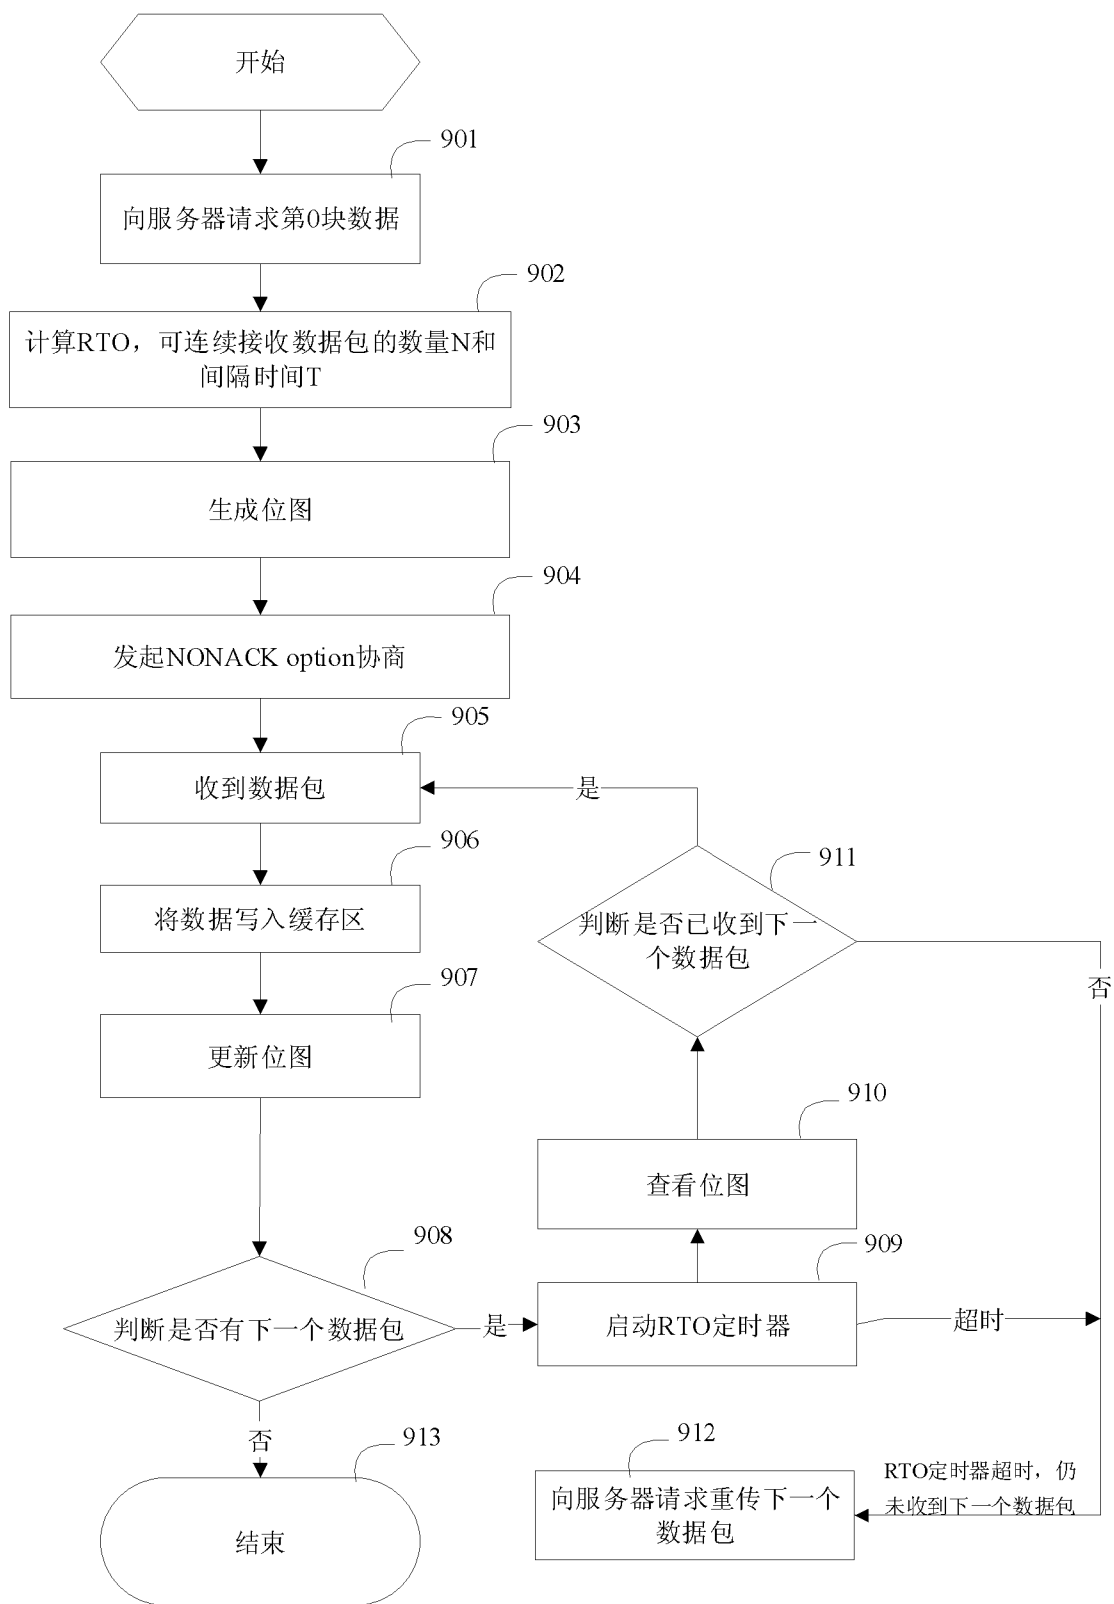 开始
901
向服务器请求第0块数据
902
计算RTO，可连续接收数据包的数量N和
间隔时间T
903
生成位图
904
发起NONACK option协商
905
收到数据包
是
906
将数据写入缓存区
911
判断是否已收到下一
个数据包
否
907
更新位图
910
查看位图
908
判断是否有下一个数据包
是
909
启动RTO定时器
超时
否
913
结束
912
向服务器请求重传下一个
数据包
RTO定时器超时，仍
未收到下一个数据包